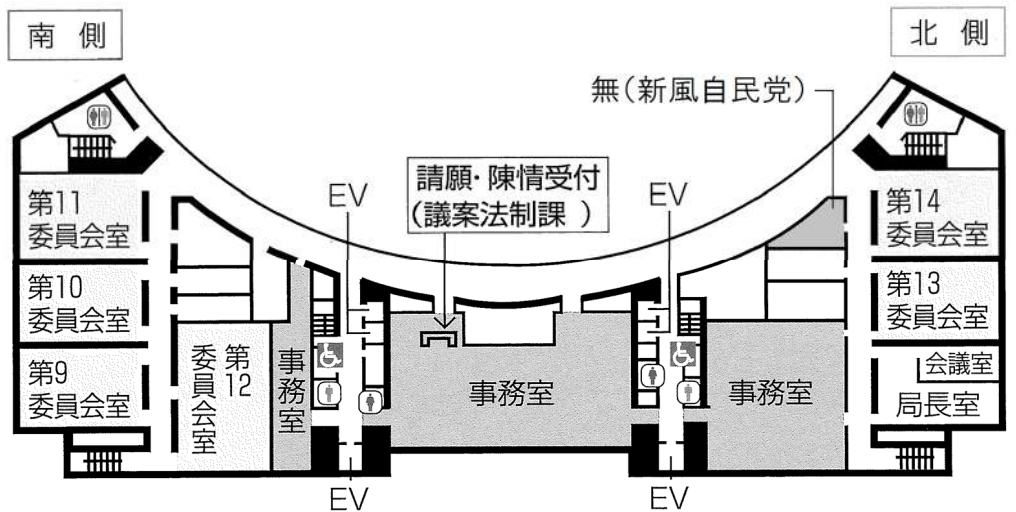 南側
北側
無(新風自民党)
請願・陳情受付
(議案法制課 )
EV
EV
第11
委員会室
第14
委員会室
第10
委員会室
第13
委員会室
第9
委員会室
第12
委員会室
事務室
事務室
事務室
会議室
局長室
EV
EV